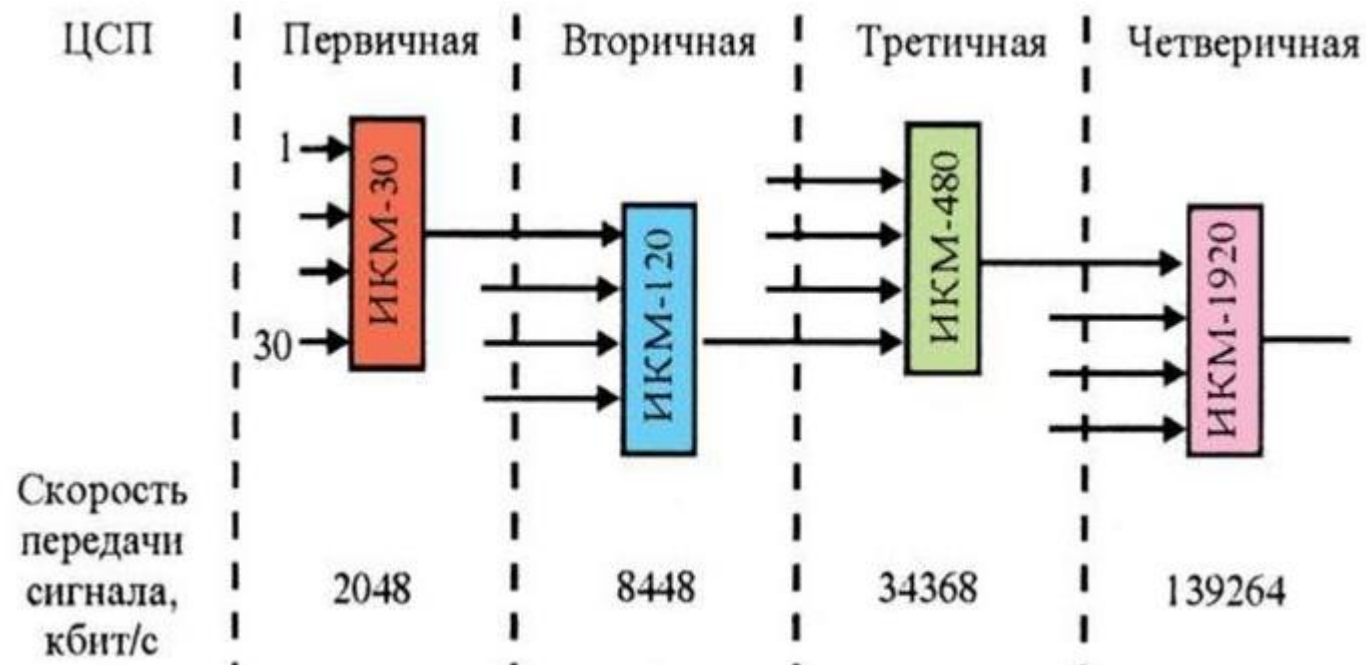 ЦСП
Первичная
Вторичная
Третичная
Четверичная
1
30
ИКМ-30
ИКМ-120
ИКМ-480
ИКМ-1920
Скорость
передачи
сигнала,
кбит/с
2048
8448
34368
139264